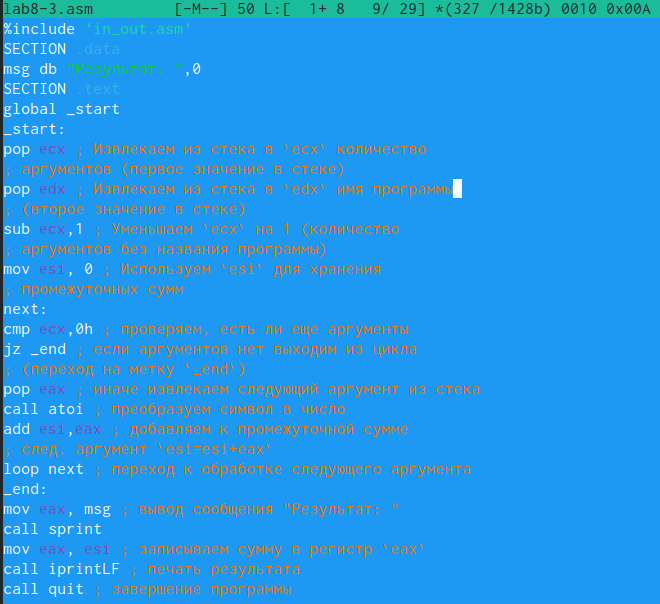 lab8-3.asm [-M--] 50 L:[ 1+ 8 9/ 29] *(327 /1428b) 0010 0x00A
%include 'in_out.asm'
SECTION .data
msg db "Результат: ",0
SECTION .text
global _start
_start:
pop ecx ; Извлекаем из стека в `ecx` количество
; аргументов (первое значение в стеке)
pop edx ; Извлекаем из стека в `edx` имя программы
; (второе значение в стеке)
sub ecx,1 ; Уменьшаем `ecx` на 1 (количество
; аргументов без названия программы)
mov esi, 0 ; Используем `esi` для хранения
; промежуточных сумм
next:
cmp ecx,0h ; проверяем, есть ли еще аргументы
jz _end ; если аргументов нет выходим из цикла
; (переход на метку `_end`)
pop eax ; иначе извлекаем следующий аргумент из стека
call atoi ; преобразуем символ в число
add esi,eax ; добавляем к промежуточной сумме
; след. аргумент `esi=esi+eax`
loop next ; переход к обработке следующего аргумента
_end:
mov eax, msg ; вывод сообщения "Результат: "
call sprint
mov eax, esi ; записываем сумму в регистр `eax`
call iprintLF ; печать результата
call quit ; завершение программы